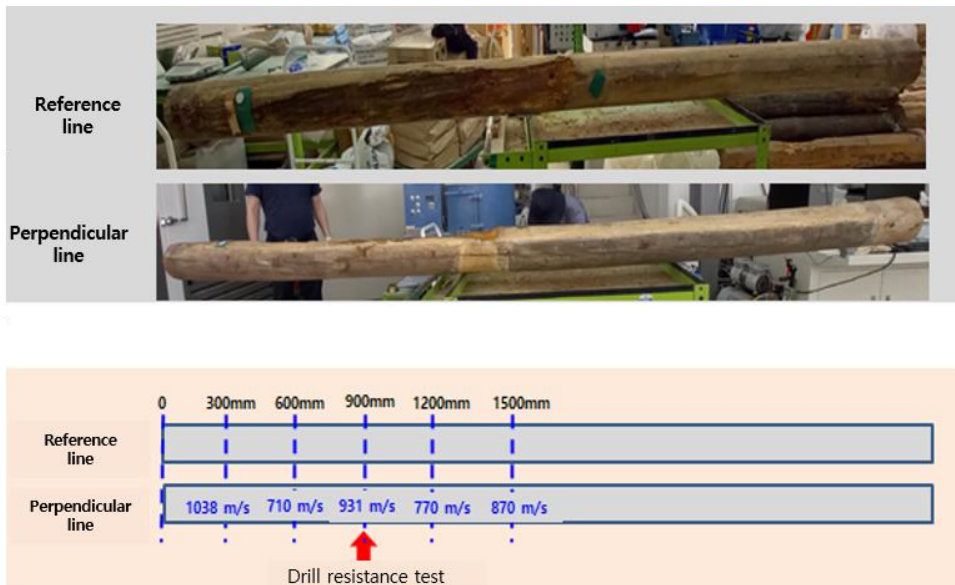 Reference
line
Perpendicular
line
0 300mm 600mm 900mm 1200mm 1500mm
Reference
line
Perpendicular
line
1038 m/s 710 m/s 931 m/s 770 m/s 870 m/s
Drill resistance test